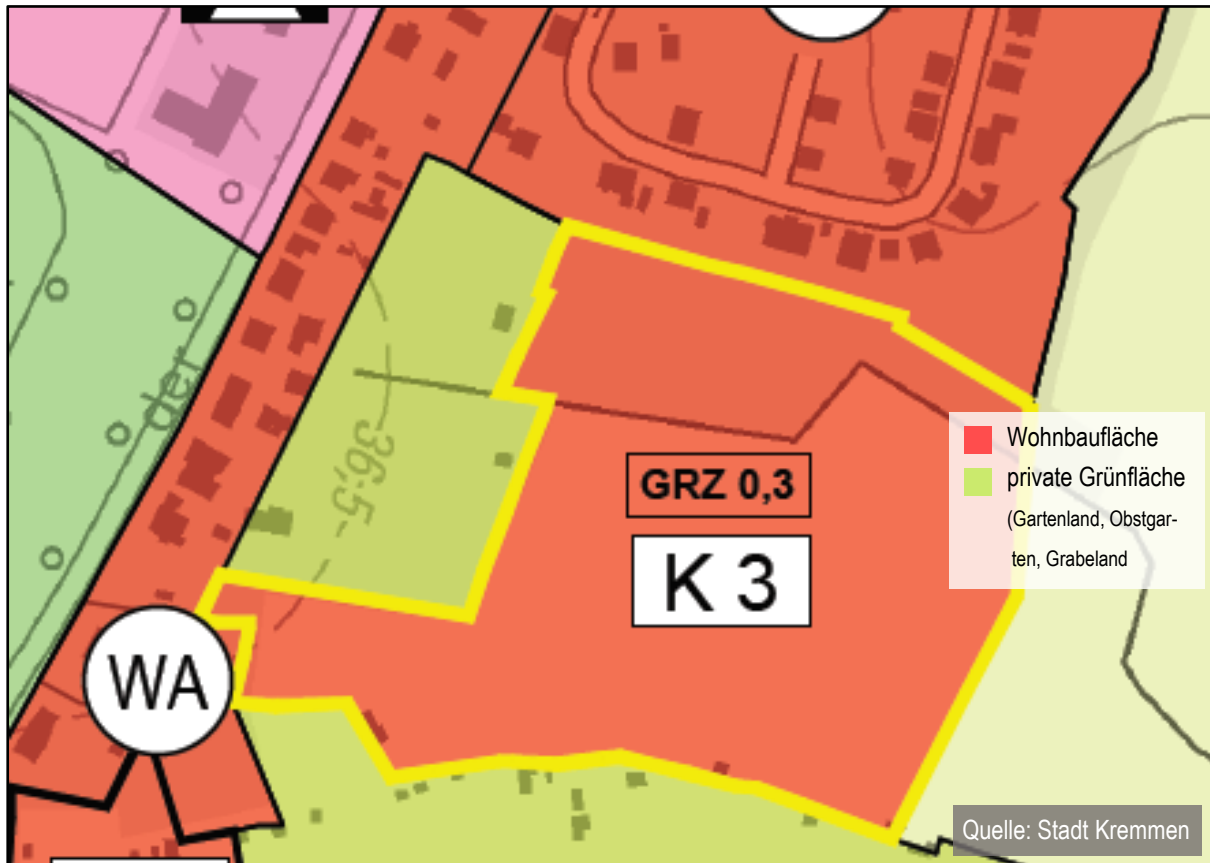 der
36,5
GRZ 0,3
K 3
WA
Wohnbaufläche
private Grünfläche
(Gartenland, Obstgar-
ten, Grabeland
Quelle: Stadt Kremmen